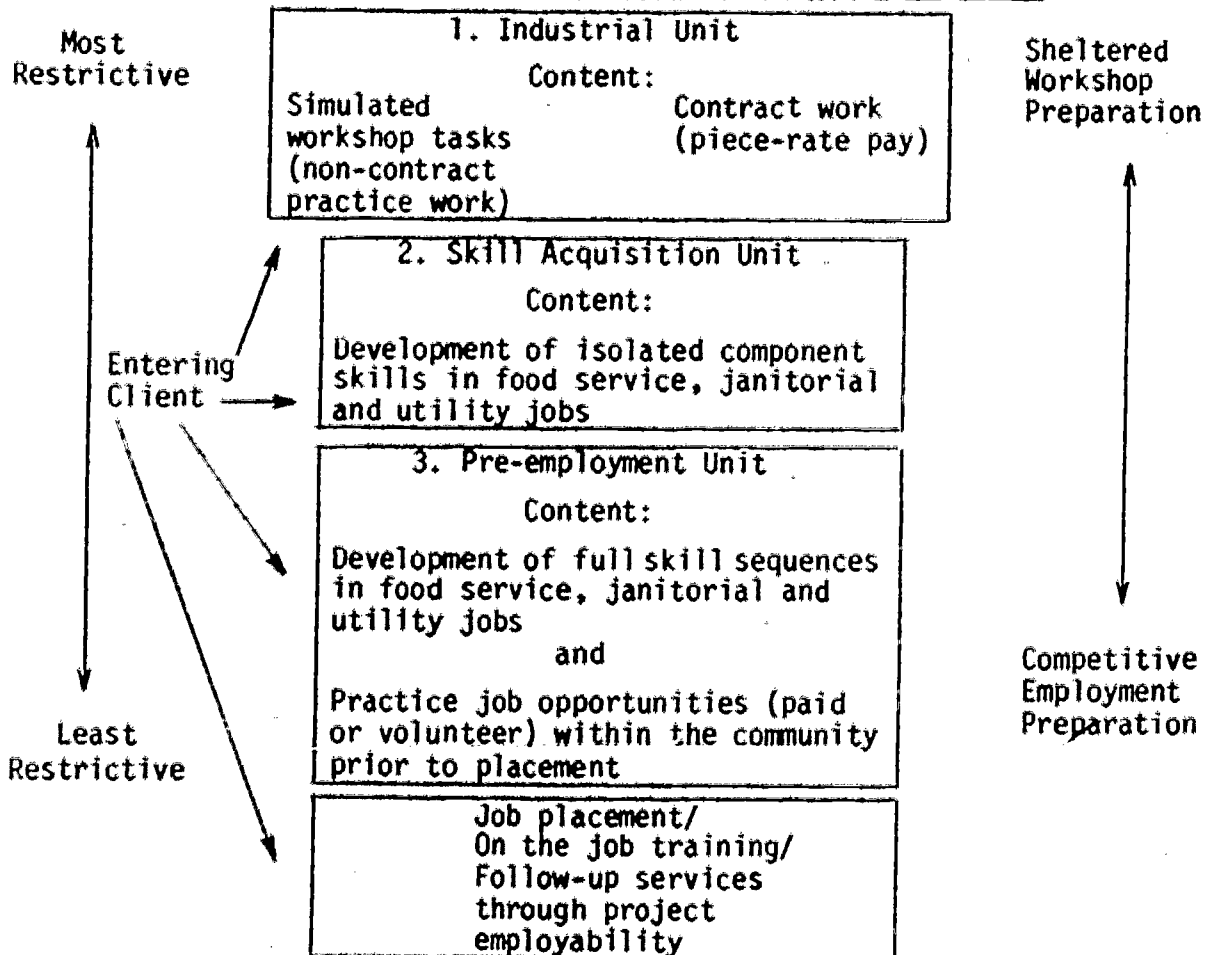 Most
Restrictive
1. Industrial Unit
Content:
Simulated
workshop tasks
(non-contract
practice work)
Contract work
(piece-rate pay)
Sheltered
Workshop
Preparation
2. Skill Acquisition Unit
Content:
Development of isolated component
skills in food service, janitorial
and utility jobs
Entering
Client
3. Pre-employment Unit
Content:
Development of full skill sequences
in food service, janitorial and
utility jobs
and
Practice job opportunities (paid
or volunteer) within the community
prior to placement
Least
Restrictive
Competitive
Employment
Preparation
Job placement/
On the job training/
Follow-up services
through project
employability